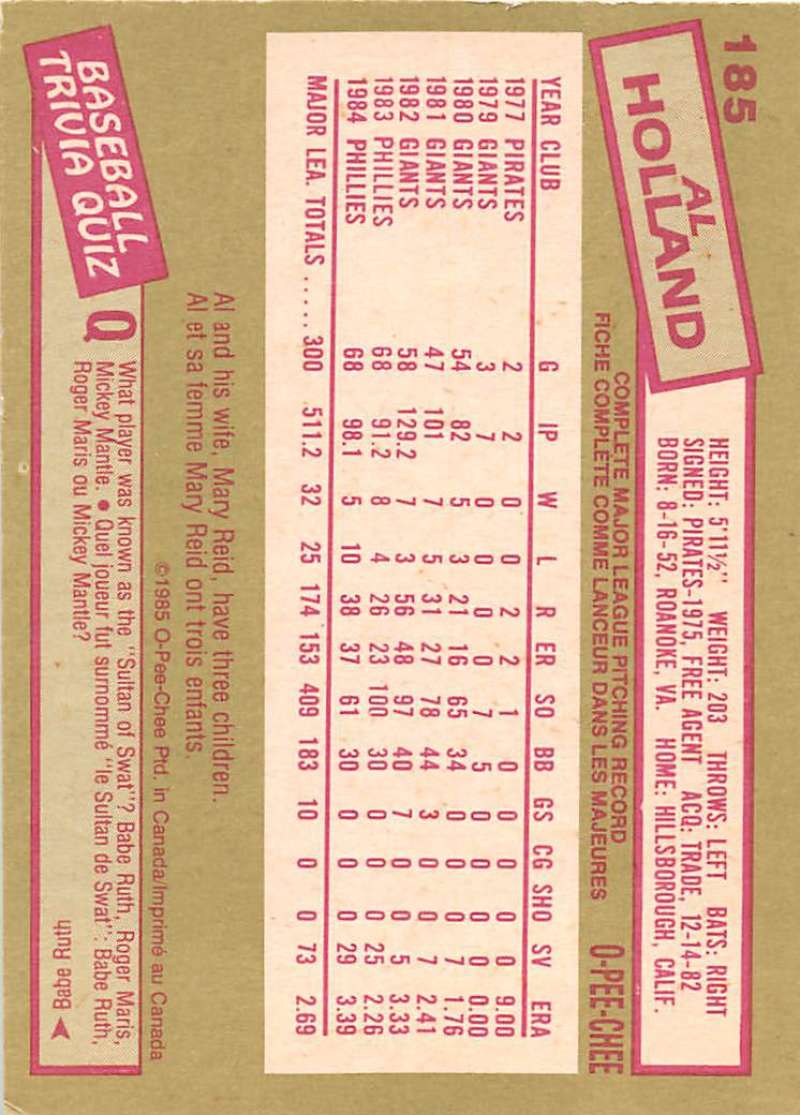 185
AL
HOLLAND
HEIGHT: 5'11½" WEIGHT: 203 THROWS: LEFT BATS: RIGHT
SIGNED: PIRATES-1975, FREE AGENT ACQ: TRADE, 12-14-82
BORN: 8-16-52, ROANOKE, VA. HOME: HILLSBOROUGH, CALIF.
COMPLETE MAJOR LEAGUE PITCHING RECORD
FICHE COMPLÈTE COMME LANCEUR DANS LES MAJEURES
O-PEE-CHEE
YEAR CLUB G IP W L R ER SO BB GS CG SHO SV ERA
1977 PIRATES 2 2 0 0 2 2 1 0 0 0 0 0 9.00
1979 GIANTS 3 7 0 0 0 0 7 5 0 0 0 0 0.00
1980 GIANTS 54 82 5 3 21 16 65 34 0 0 0 7 1.76
1981 GIANTS 47 101 7 5 31 27 78 44 3 0 0 7 2.41
1982 GIANTS 58 129.2 7 3 56 48 97 40 7 0 0 5 3.33
1983 PHILLIES 68 91.2 8 4 26 23 100 30 0 0 0 25 2.26
1984 PHILLIES 68 98.1 5 10 38 37 61 30 0 0 0 29 3.39
MAJOR LEA. TOTALS ..... 300 511.2 32 25 174 153 409 183 10 0 0 73 2.69
Al and his wife, Mary Reid, have three children.
Al et sa femme Mary Reid ont trois enfants.
©1985 O-Pee-Chee Ptd. in Canada/Imprimé au Canada
BASEBALL
TRIVIA QUIZ
Q
What player was known as the "Sultan of Swat"? Babe Ruth, Roger Maris,
Mickey Mantle. ● Quel joueur fut surnommé "le Sultan de Swat": Babe Ruth,
Roger Maris ou Mickey Mantle?
Babe Ruth